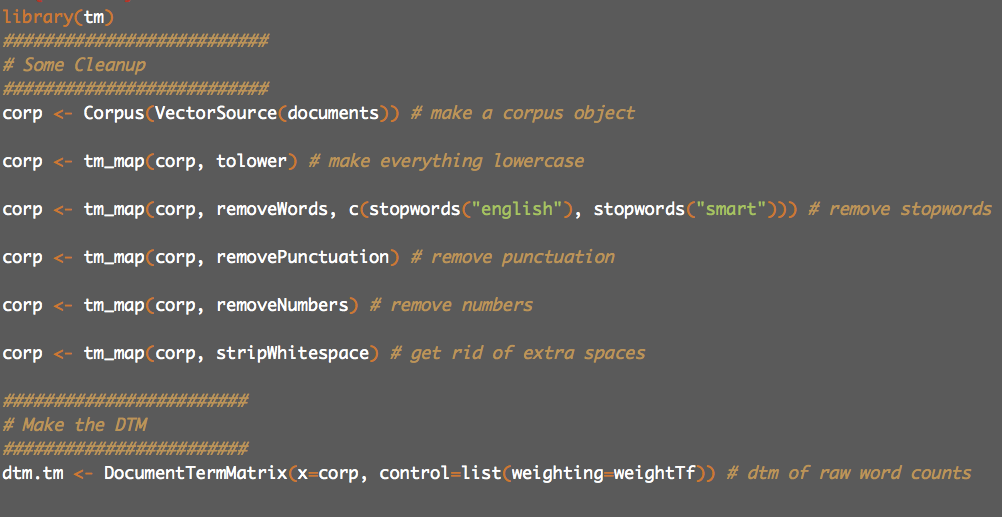 library(tm)
##########################
# Some Cleanup
##########################
corp <- Corpus(VectorSource(documents)) # make a corpus object
corp <- tm_map(corp, tolower) # make everything lowercase
corp <- tm_map(corp, removeWords, c(stopwords("english"), stopwords("smart"))) # remove stopwords
corp <- tm_map(corp, removePunctuation) # remove punctuation
corp <- tm_map(corp, removeNumbers) # remove numbers
corp <- tm_map(corp, stripWhitespace) # get rid of extra spaces
########################
# Make the DTM
########################
dtm.tm <- DocumentTermMatrix(x=corp, control=list(weighting=weightTf)) # dtm of raw word counts